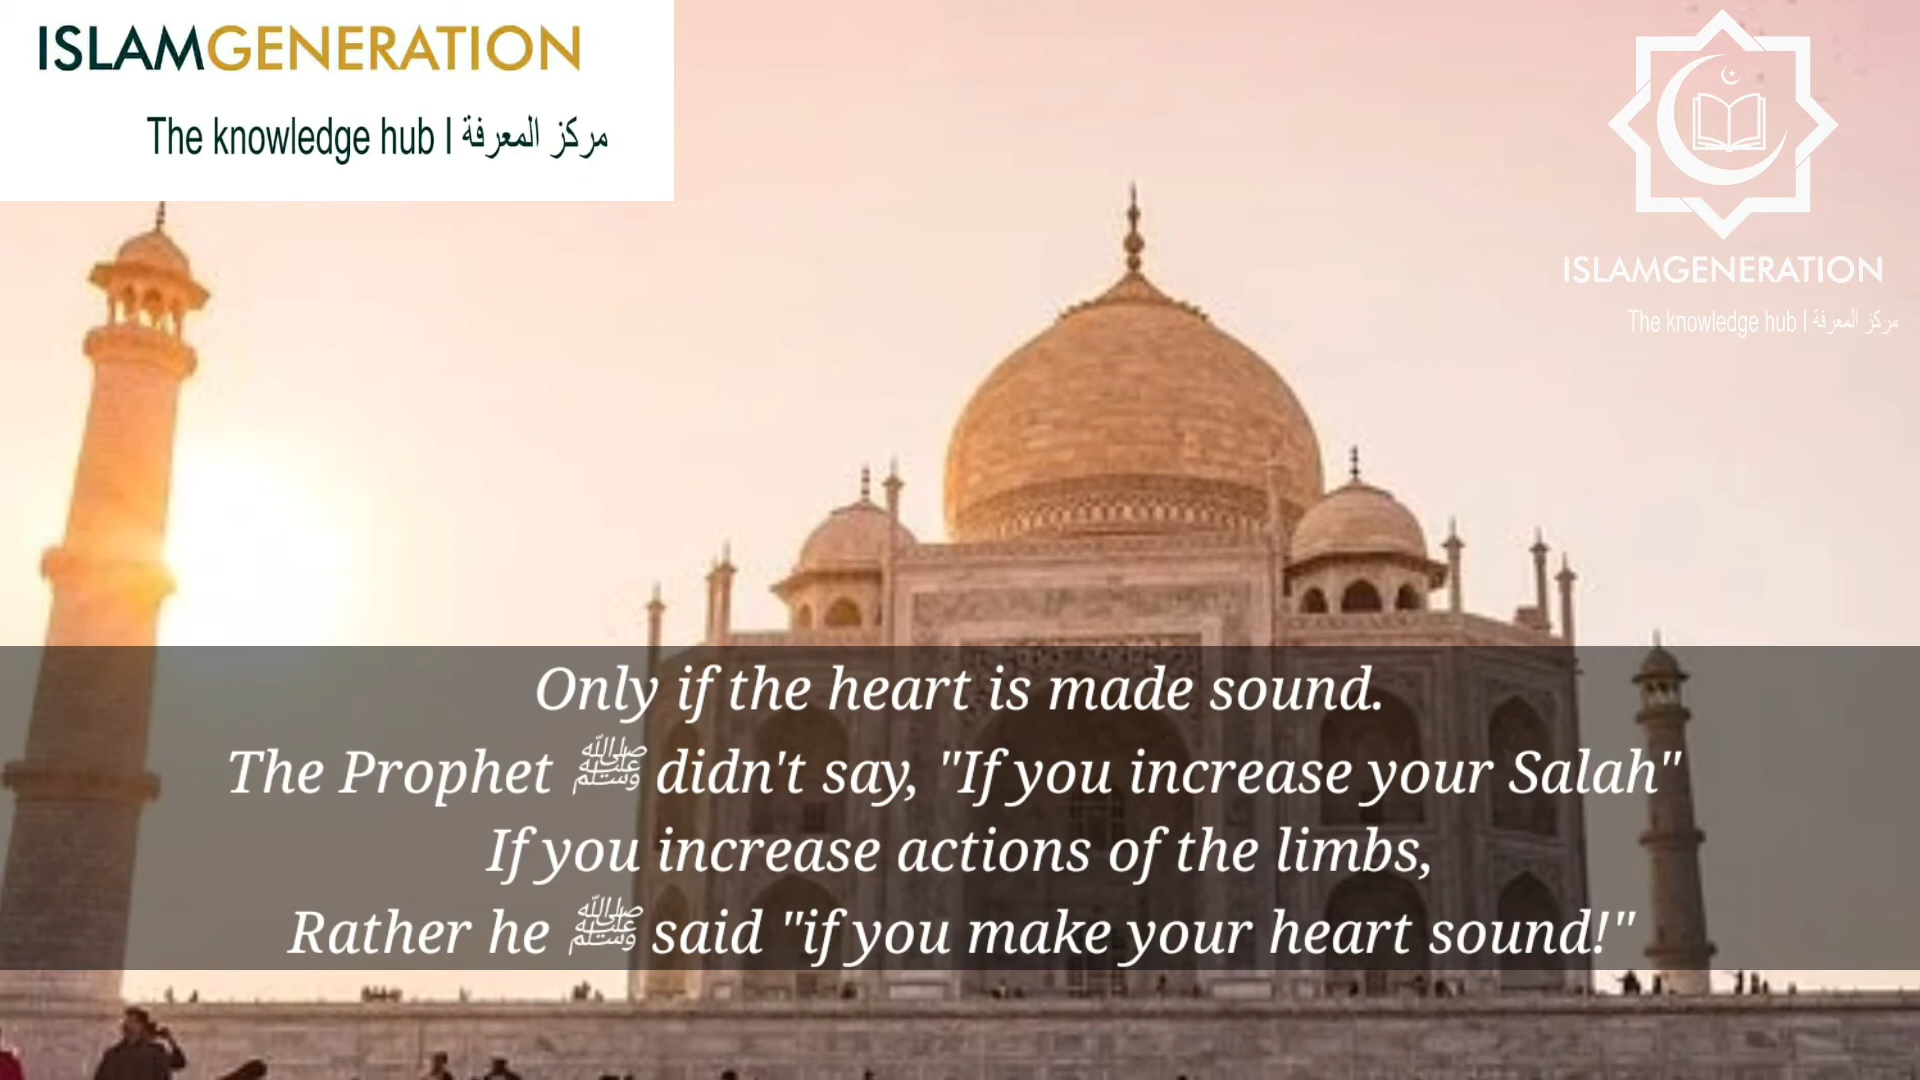 ISLAMGENERATION
The knowledge hub | مركز المعرفة
ISLAMGENERATION
The knowledge hub | مركز المعرفة
Only if the heart is made sound.
The Prophet ﷺ didn't say, "If you increase your Salah"
If you increase actions of the limbs,
Rather he ﷺ said "if you make your heart sound!"